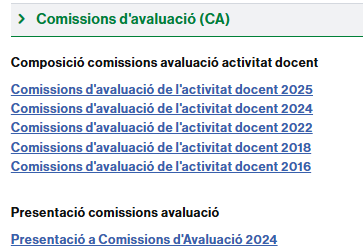 Comissions d'avaluació (CA)
Composició comissions avaluació activitat docent
Comissions d'avaluació de l'activitat docent 2025
Comissions d'avaluació de l'activitat docent 2024
Comissions d'avaluació de l'activitat docent 2022
Comissions d'avaluació de l'activitat docent 2018
Comissions d'avaluació de l'activitat docent 2016
Presentació comissions avaluació
Presentació a Comissions d'Avaluació 2024